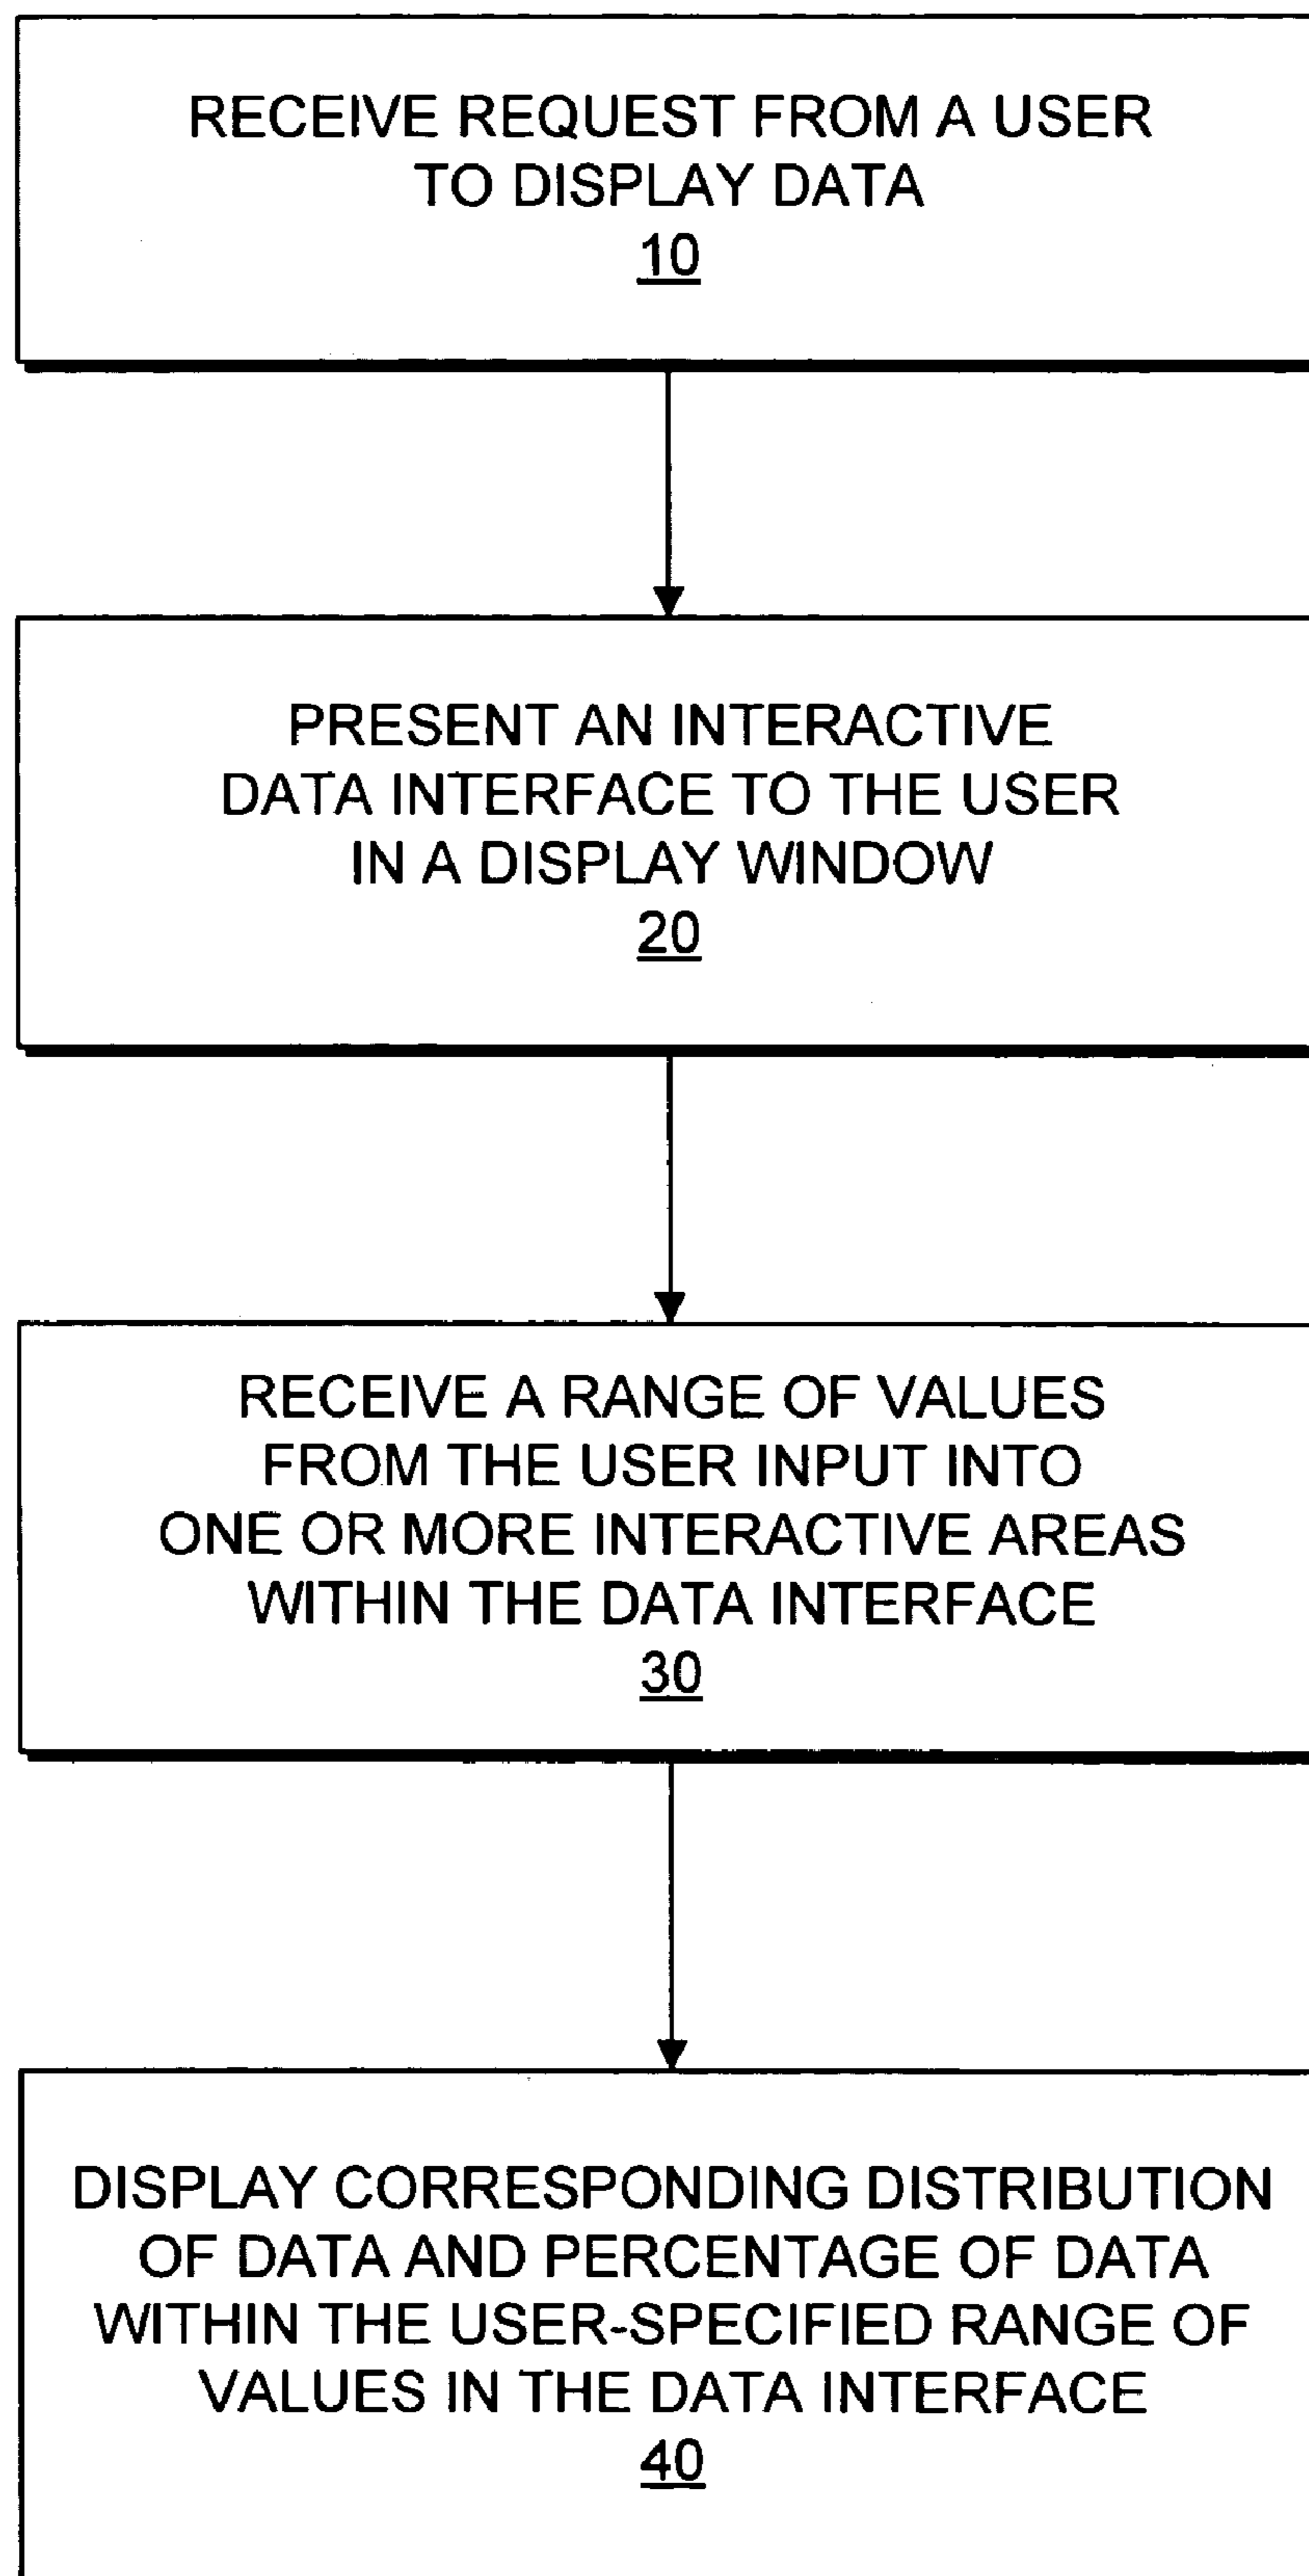 RECEIVE REQUEST FROM A USER
TO DISPLAY DATA
10
PRESENT AN INTERACTIVE
DATA INTERFACE TO THE USER
IN A DISPLAY WINDOW
20
RECEIVE A RANGE OF VALUES
FROM THE USER INPUT INTO
ONE OR MORE INTERACTIVE AREAS
WITHIN THE DATA INTERFACE
30
DISPLAY CORRESPONDING DISTRIBUTION
OF DATA AND PERCENTAGE OF DATA
WITHIN THE USER-SPECIFIED RANGE OF
VALUES IN THE DATA INTERFACE
40